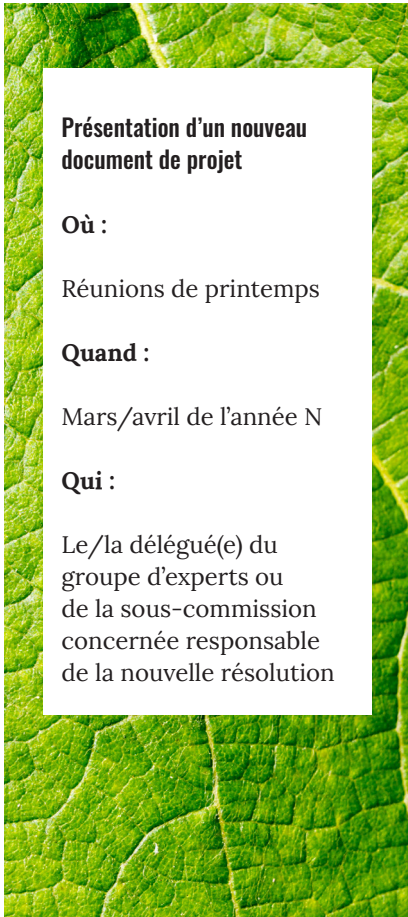 Présentation d’un nouveau
document de projet
Où :
Réunions de printemps
Quand :
Mars/avril de l’année N
Qui :
Le/la délégué(e) du
groupe d’experts ou
de la sous-commission
concernée responsable
de la nouvelle résolution